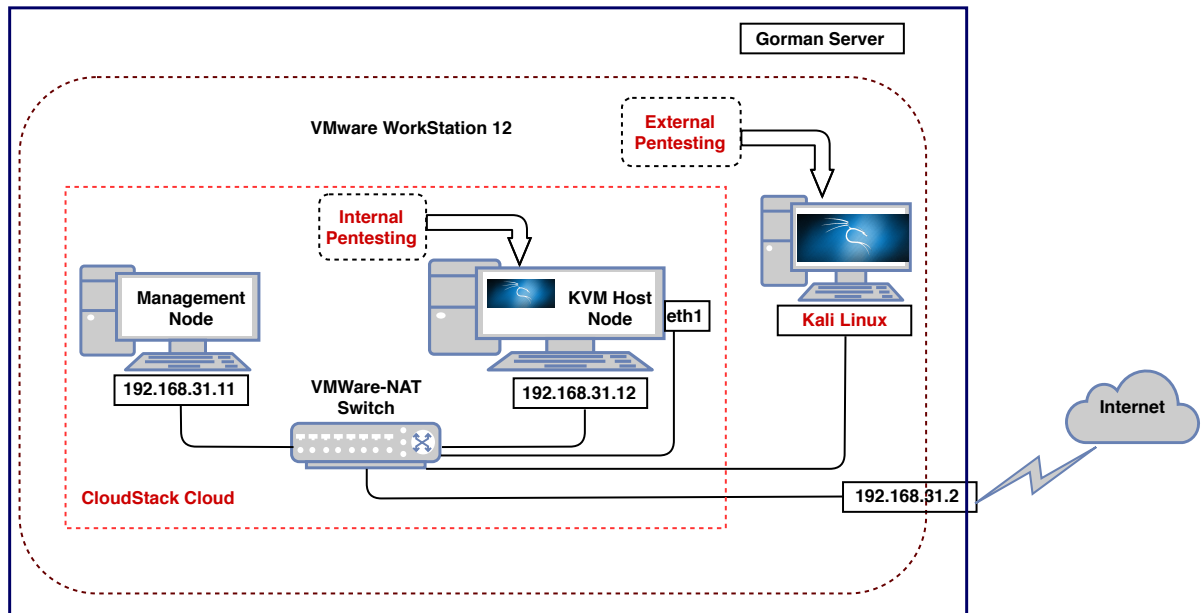 Gorman Server
VMware WorkStation 12
External
Pentesting
Internal
Pentesting
Management
Node
KVM Host
Node
eth1
Kali Linux
192.168.31.11
VMWare-NAT
Switch
192.168.31.12
Internet
CloudStack Cloud
192.168.31.2